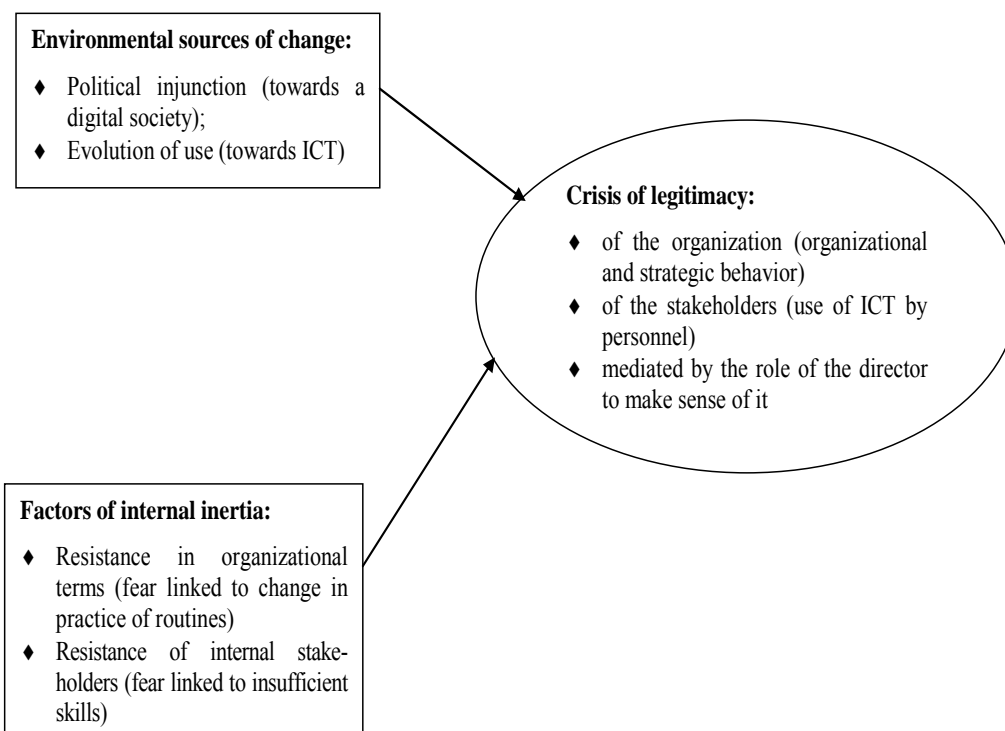 Environmental sources of change:
♦ Political injunction (towards a
digital society);
♦ Evolution of use (towards ICT)
Crisis of legitimacy:
♦ of the organization (organizational
and strategic behavior)
♦ of the stakeholders (use of ICT by
personnel)
♦ mediated by the role of the director
to make sense of it
Factors of internal inertia:
♦ Resistance in organizational
terms (fear linked to change in
practice of routines)
♦ Resistance of internal stake-
holders (fear linked to insufficient
skills)